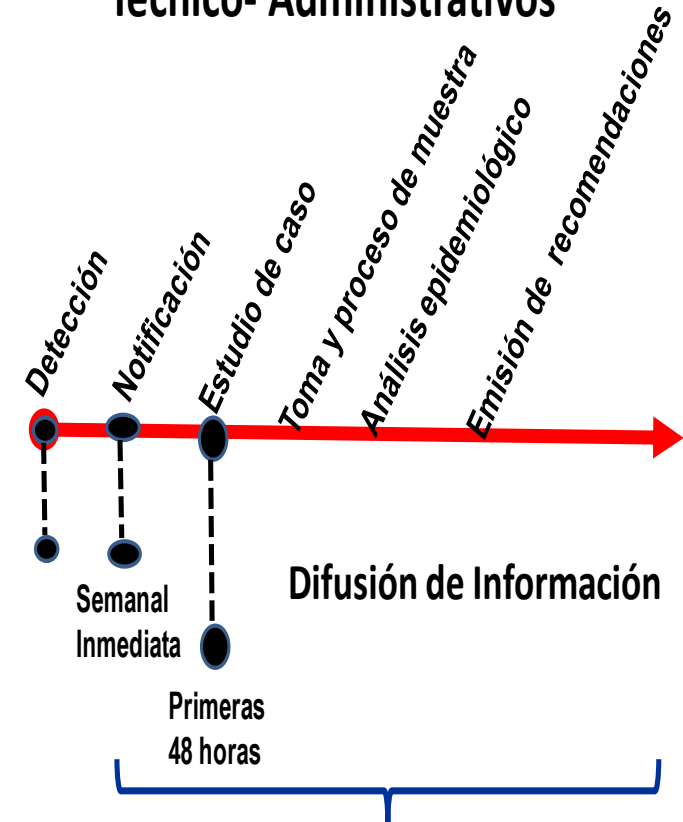 Técnico- Administrativos
Detección
Notificación
Estudio de caso
Toma y proceso de muestra
Análisis epidemiológico
Emisión de recomendaciones
Difusión de Información
Semanal
Inmediata
Primeras
48 horas